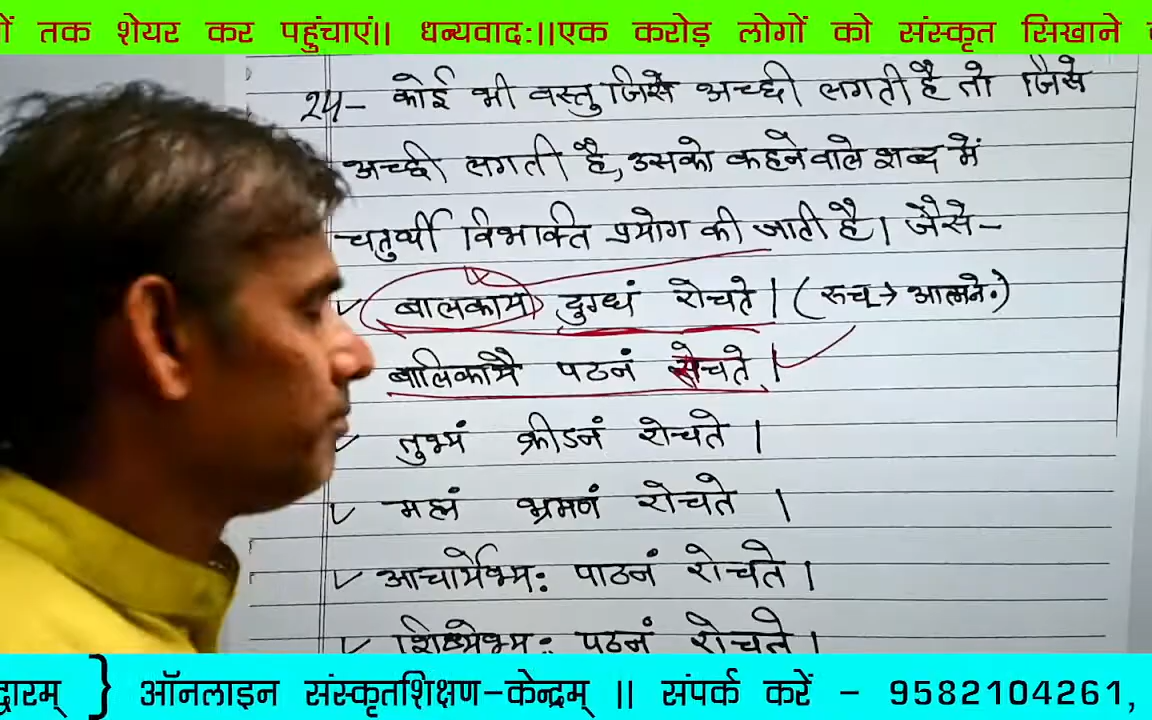 ों तक शेयर कर पहुंचाएं॥ धन्यवादः॥एक करोड़ लोगों को संस्कृत सिखाने
24- कोई भी वस्तु जिसे अच्छी लगती है तो जिसे
अच्छी लगती है, उसको कहने वाले शब्द में
चतुर्थी विभक्ति प्रयोग की जाती है। जैसे-
बालकाय दुग्धं रोचते। (रुच→ आत्मने॰)
बालिकायै पठनं रोचते।
तुभ्यं क्रीडनं रोचते।
मह्यं भ्रमणं रोचते।
आचार्येभ्यः पाठनं रोचते।
शिष्येभ्यः पठनं रोचते।
द्वारम् } ऑनलाइन संस्कृतशिक्षण-केन्द्रम् || संपर्क करें - 9582104261,